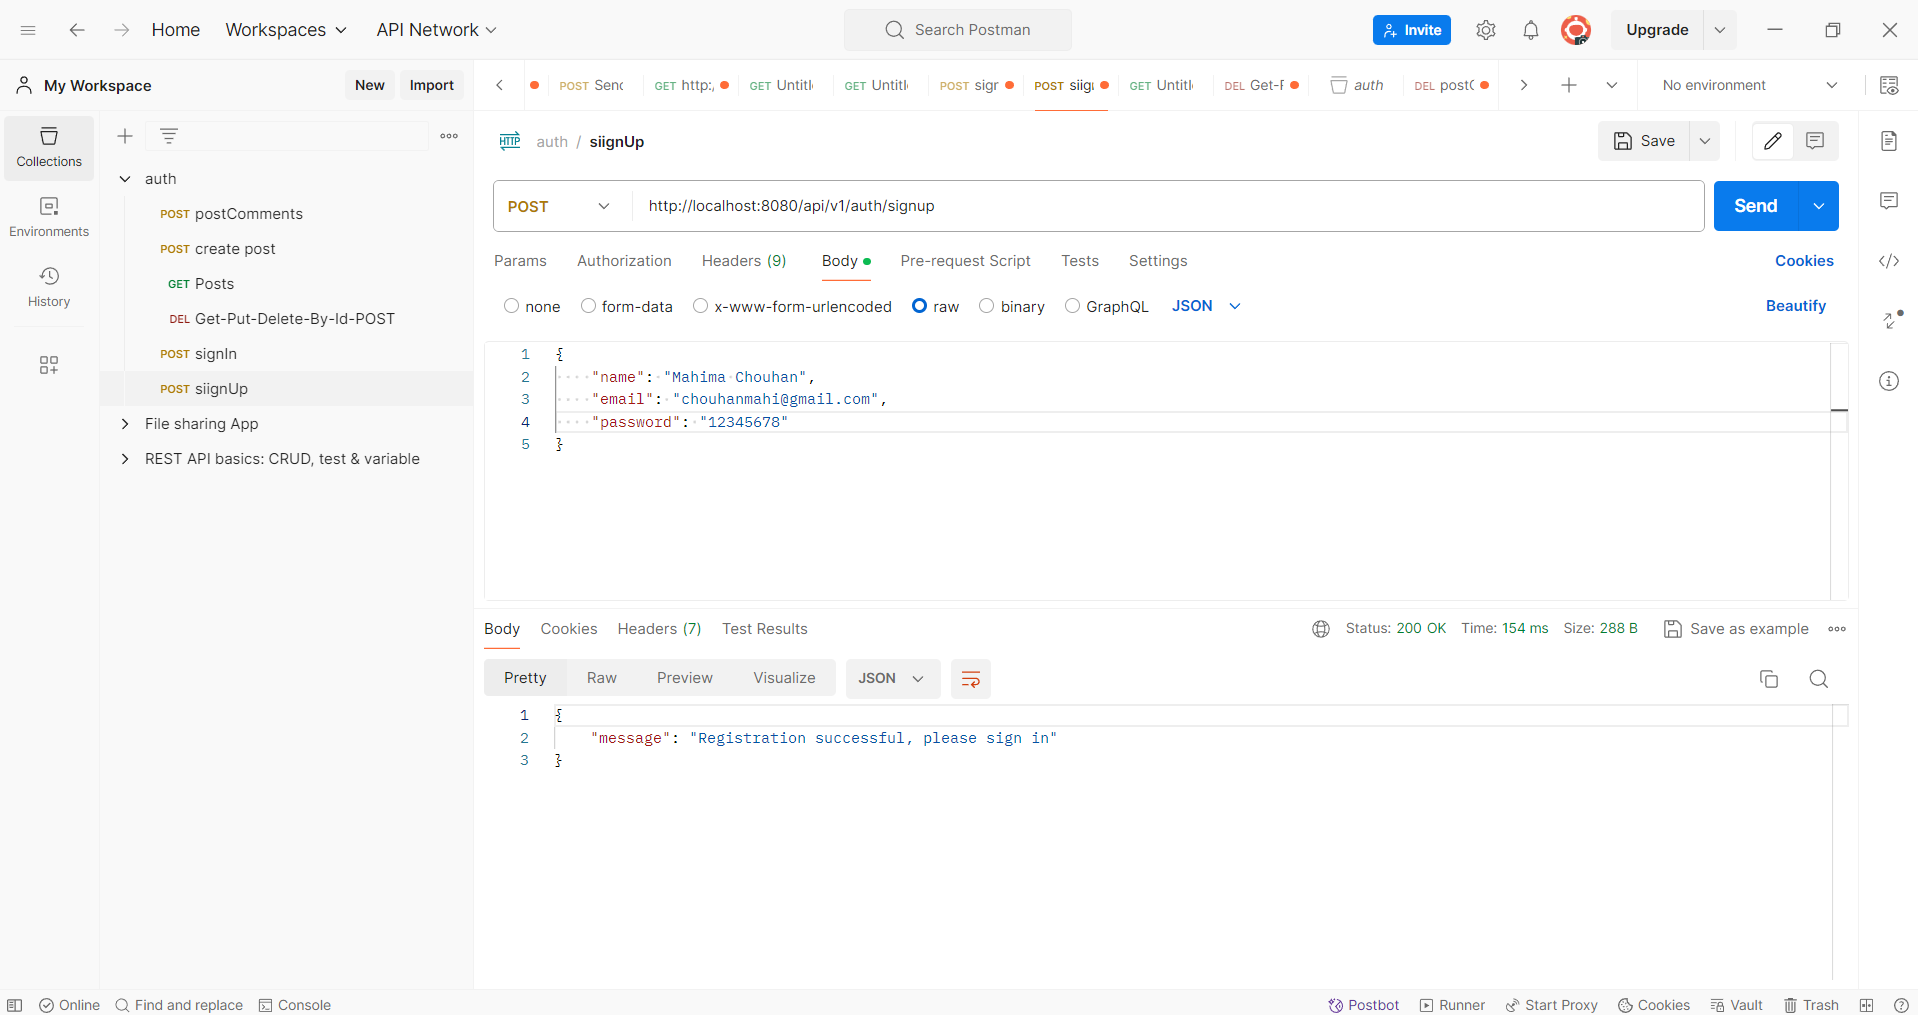 Home Workspaces API Network Search Postman Invite Upgrade
My Workspace New Import POST Senc GET http:, GET Untitl GET Untitl POST sigr POST siig GET Untitl DEL Get-F auth DEL post No environment
Collections
Environments
History
auth
POST postComments
POST create post
GET Posts
DEL Get-Put-Delete-By-Id-POST
POST signIn
POST siignUp
File sharing App
REST API basics: CRUD, test & variable
HTTP auth / siignUp Save
POST http://localhost:8080/api/v1/auth/signup Send
Params Authorization Headers (9) Body Pre-request Script Tests Settings Cookies
none form-data x-www-form-urlencoded raw binary GraphQL JSON Beautify
1 {
2 "name": "Mahima Chouhan",
3 "email": "chouhanmahi@gmail.com",
4 "password": "12345678"
5 }
Body Cookies Headers (7) Test Results Status: 200 OK Time: 154 ms Size: 288 B Save as example
Pretty Raw Preview Visualize JSON
1 {
2 "message": "Registration successful, please sign in"
3 }
Online Find and replace Console Postbot Runner Start Proxy Cookies Vault Trash